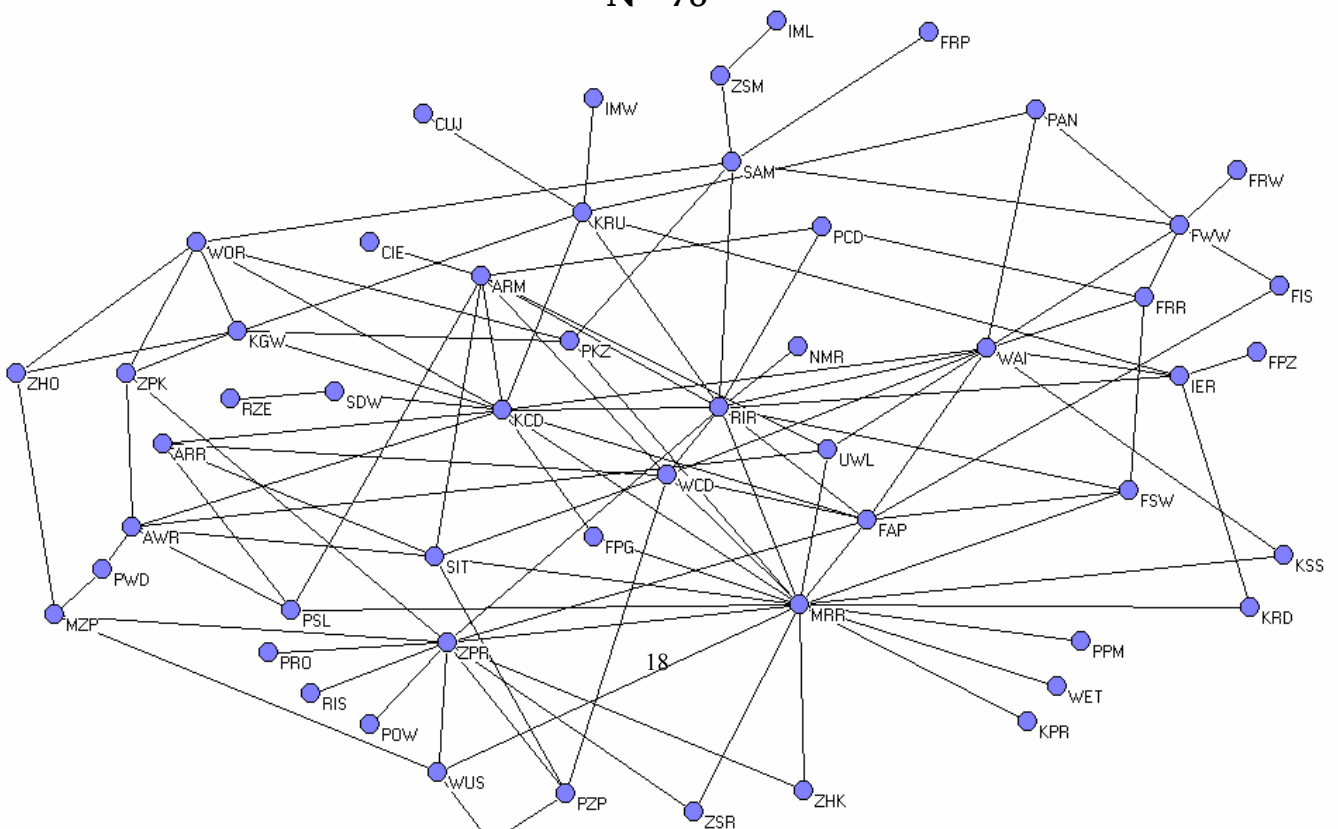 N
IML
FRP
ZSM
IMW
PAN
CUJ
SAM
FRW
KRU
PCD
FWW
WOR
CIE
ARM
FIS
FRR
KGW
PKZ
NMR
WAI
FPZ
ZHO
ZPK
IER
RZE
SDW
KCD
RIR
ARR
UWL
WCD
FSW
AWR
FAP
FPG
SIT
KSS
PWD
MZP
PSL
MRR
KRD
ZPR
PPM
PRO
18
WET
RIS
KPR
POW
WUS
PZP
ZHK
ZSR